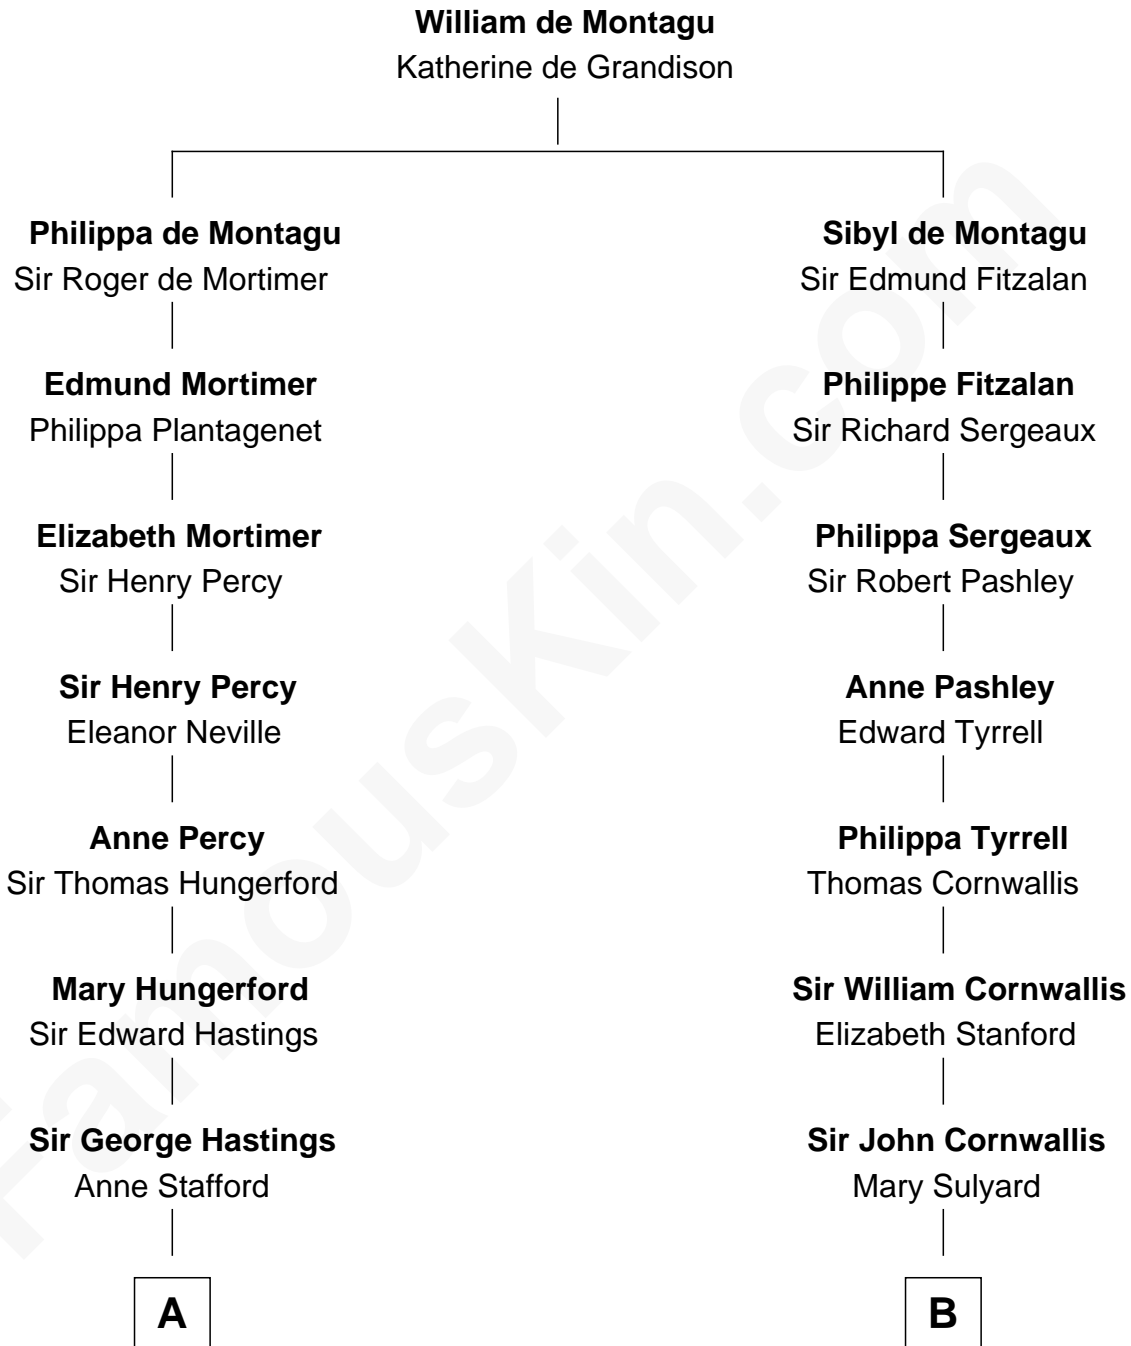 William de Montagu
Katherine de Grandison
Philippa de Montagu
Sir Roger de Mortimer
Edmund Mortimer
Philippa Plantagenet
Elizabeth Mortimer
Sir Henry Percy
Sir Henry Percy
Eleanor Neville
Anne Percy
Sir Thomas Hungerford
Mary Hungerford
Sir Edward Hastings
Sir George Hastings
Anne Stafford
A
Sibyl de Montagu
Sir Edmund Fitzalan
Philippe Fitzalan
Sir Richard Sergeaux
Philippa Sergeaux
Sir Robert Pashley
Anne Pashley
Edward Tyrrell
Philippa Tyrrell
Thomas Cornwallis
Sir William Cornwallis
Elizabeth Stanford
Sir John Cornwallis
Mary Sulyard
B
FamousKin.com